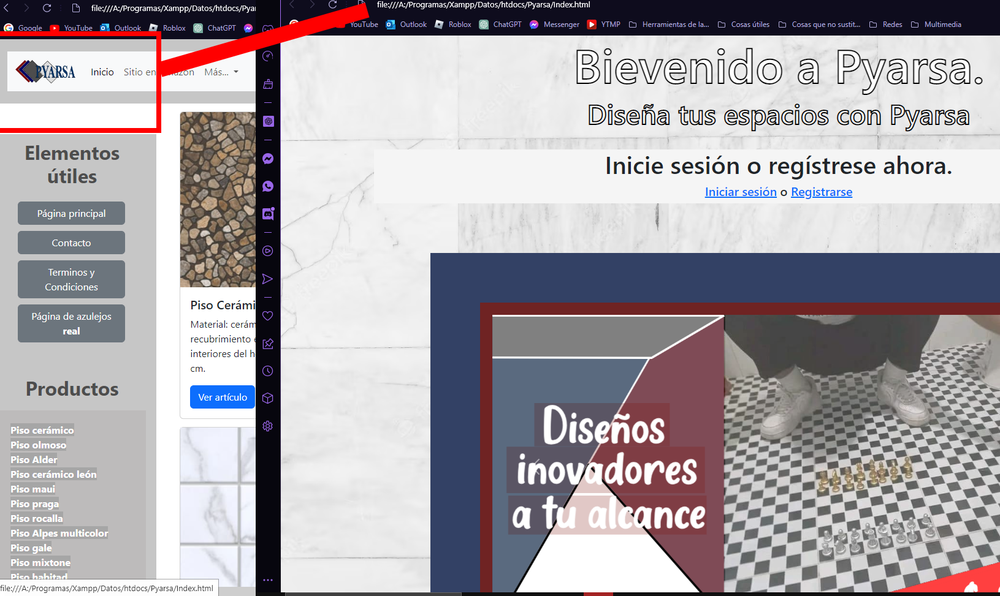 file:///A:/Programas/Xampp/Datos/htdocs/Pya
Google YouTube Outlook Roblox ChatGPT
PYARSA Inicio Sitio en Más...
Elementos
útiles
Página principal
Contacto
Terminos y
Condiciones
Página de azulejos
real
Productos
Piso cerámico
Piso olmoso
Piso Alder
Piso cerámico león
Piso maui
Piso praga
Piso rocalla
Piso Alpes multicolor
Piso gale
Piso mixtone
Piso habitad
file:///A:/Programas/Xampp/Datos/htdocs/Pyarsa/Index.html
Piso Cerámi
Material: cerám
recubrimiento e
interiores del h
cm.
Ver artículo
file:///A:/Programas/Xampp/Datos/htdocs/Pyarsa/Index.html
YouTube Outlook Roblox ChatGPT Messenger YTMP Herramientas de la... Cosas útiles Cosas que no sustit... Redes Multimedia
Bievenido a Pyarsa.
Diseña tus espacios con Pyarsa
Inicie sesión o regístrese ahora.
Iniciar sesión o Registrarse
Diseños
inovadores
a tu alcance